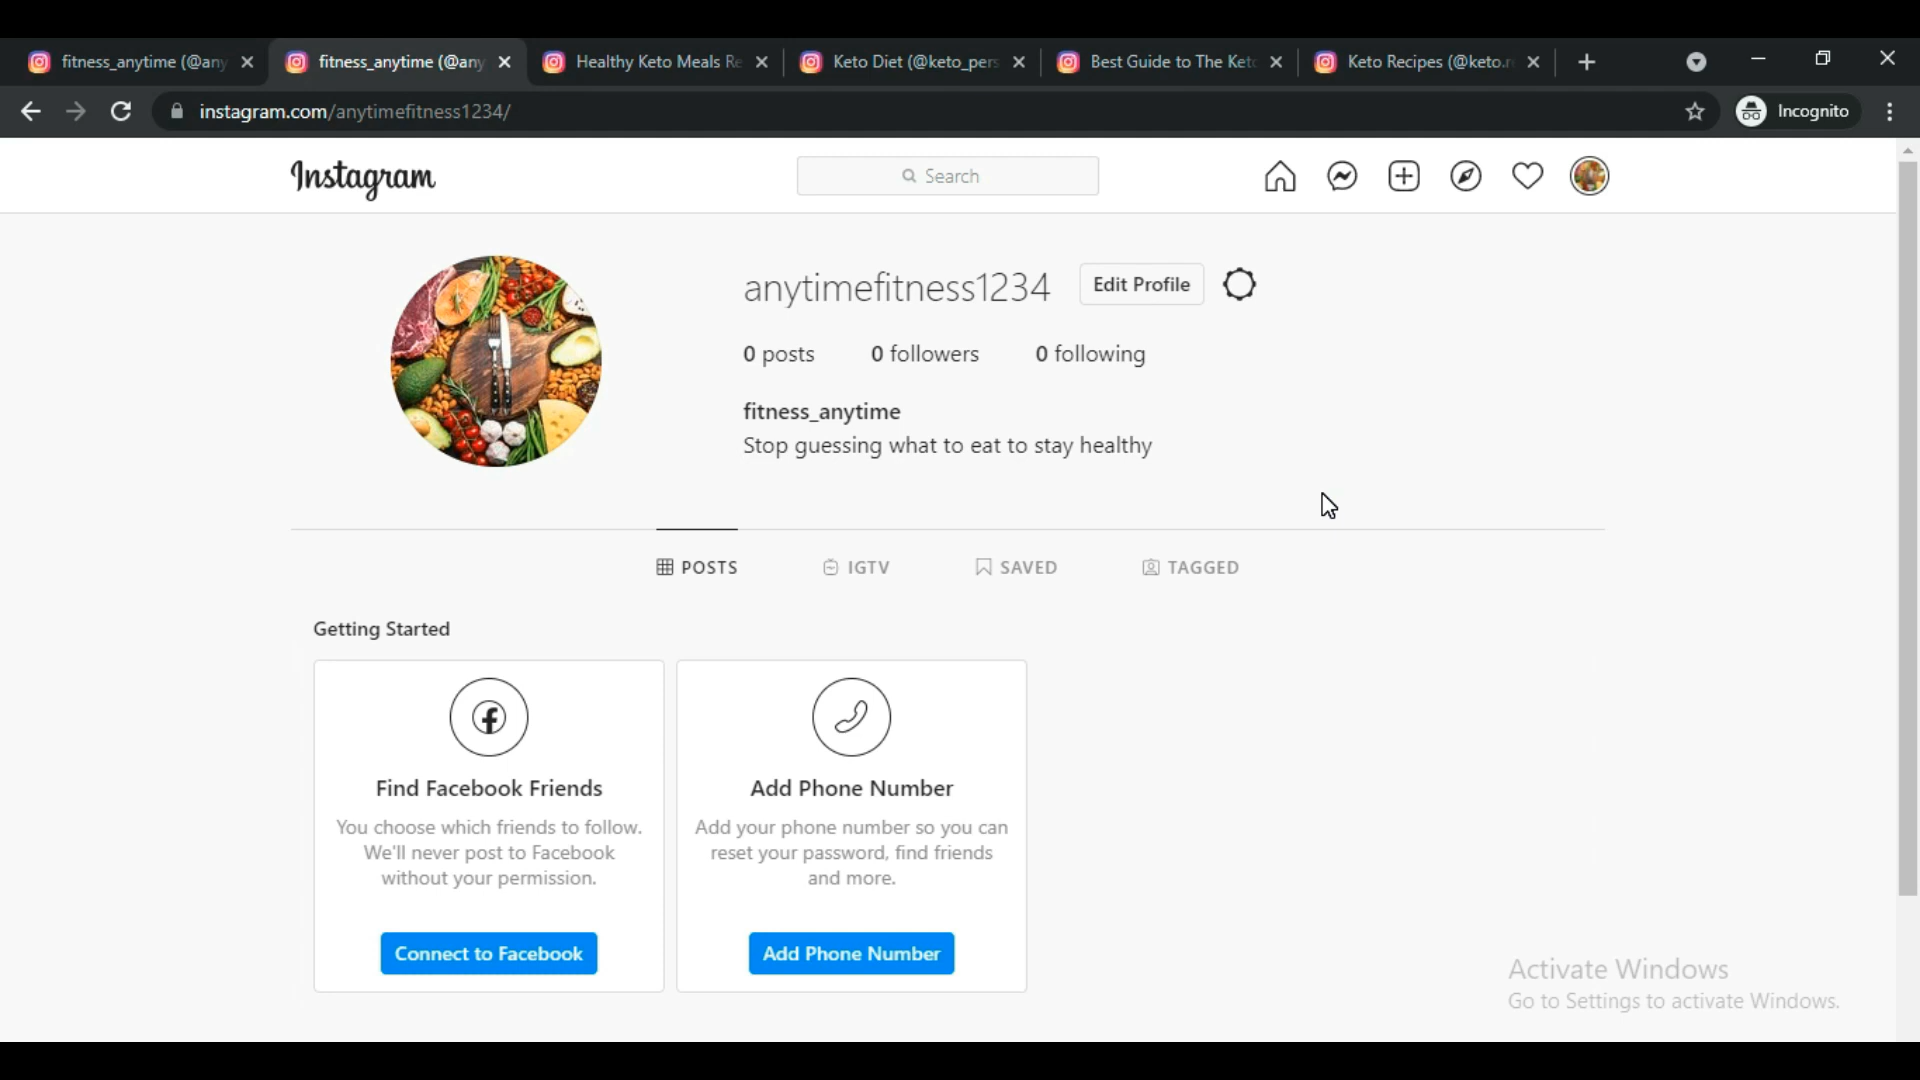 fitness_anytime (@any
fitness_anytime (@any
Healthy Keto Meals Re
Keto Diet (@keto_pers
Best Guide to The Keto
Keto Recipes (@keto.r
instagram.com/anytimefitness1234/
Incognito
Instagram
Search
anytimefitness1234
Edit Profile
0 posts
0 followers
0 following
fitness_anytime
Stop guessing what to eat to stay healthy
POSTS
IGTV
SAVED
TAGGED
Getting Started
Find Facebook Friends
You choose which friends to follow.
We'll never post to Facebook
without your permission.
Connect to Facebook
Add Phone Number
Add your phone number so you can
reset your password, find friends
and more.
Add Phone Number
Activate Windows
Go to Settings to activate Windows.